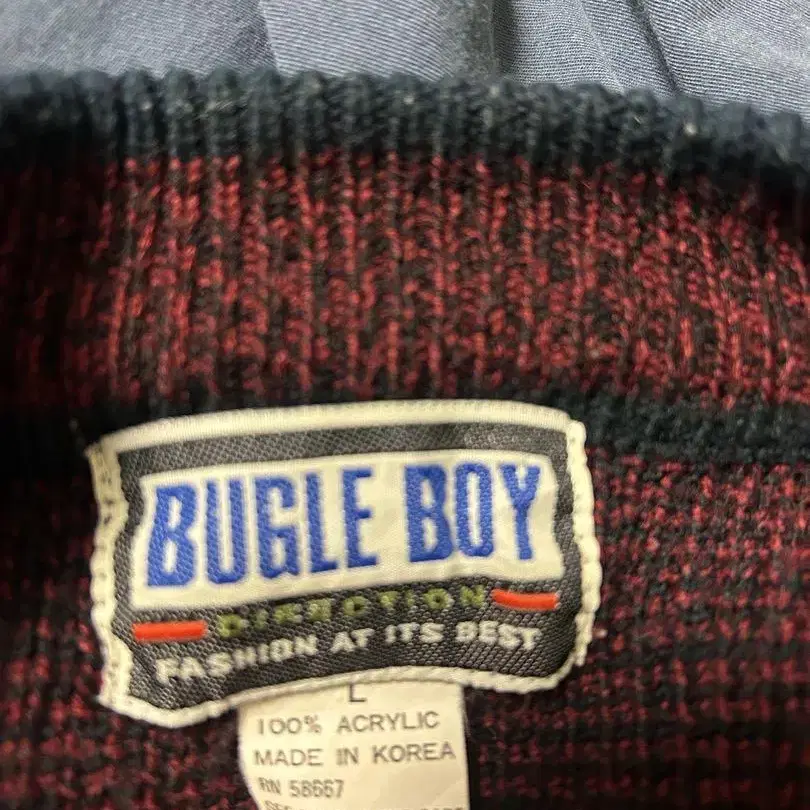 BUGLE BOY
DIRECTION
FASHION AT ITS BEST
L
100% ACRYLIC
MADE IN KOREA
RN 58667